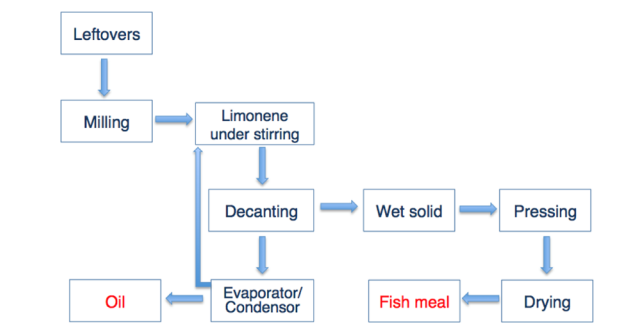 Leftovers
Milling
Limonene
under stirring
Decanting
Wet solid
Pressing
Oil
Evaporator/
Condensor
Fish meal
Drying